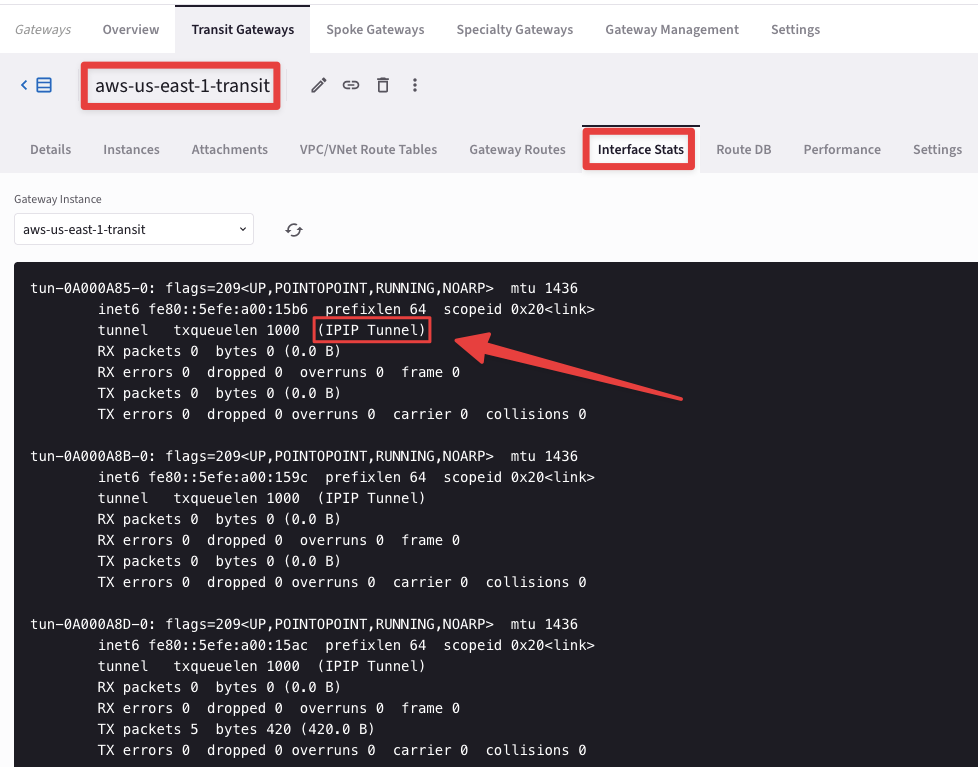 Gateways Overview Transit Gateways Spoke Gateways Specialty Gateways Gateway Management Settings
aws-us-east-1-transit
Details Instances Attachments VPC/VNet Route Tables Gateway Routes Interface Stats Route DB Performance Settings
Gateway Instance
aws-us-east-1-transit
tun-0A000A85-0: flags=209<UP,POINTOPOINT,RUNNING,NOARP>  mtu 1436
        inet6 fe80::5efe:a00:15b6  prefixlen 64  scopeid 0x20<link>
        tunnel   txqueuelen 1000  (IPIP Tunnel)
        RX packets 0  bytes 0 (0.0 B)
        RX errors 0  dropped 0  overruns 0  frame 0
        TX packets 0  bytes 0 (0.0 B)
        TX errors 0  dropped 0 overruns 0  carrier 0  collisions 0
tun-0A000A8B-0: flags=209<UP,POINTOPOINT,RUNNING,NOARP>  mtu 1436
        inet6 fe80::5efe:a00:159c  prefixlen 64  scopeid 0x20<link>
        tunnel   txqueuelen 1000  (IPIP Tunnel)
        RX packets 0  bytes 0 (0.0 B)
        RX errors 0  dropped 0  overruns 0  frame 0
        TX packets 0  bytes 0 (0.0 B)
        TX errors 0  dropped 0 overruns 0  carrier 0  collisions 0
tun-0A000A8D-0: flags=209<UP,POINTOPOINT,RUNNING,NOARP>  mtu 1436
        inet6 fe80::5efe:a00:15ac  prefixlen 64  scopeid 0x20<link>
        tunnel   txqueuelen 1000  (IPIP Tunnel)
        RX packets 0  bytes 0 (0.0 B)
        RX errors 0  dropped 0  overruns 0  frame 0
        TX packets 5  bytes 420 (420.0 B)
        TX errors 0  dropped 0 overruns 0  carrier 0  collisions 0